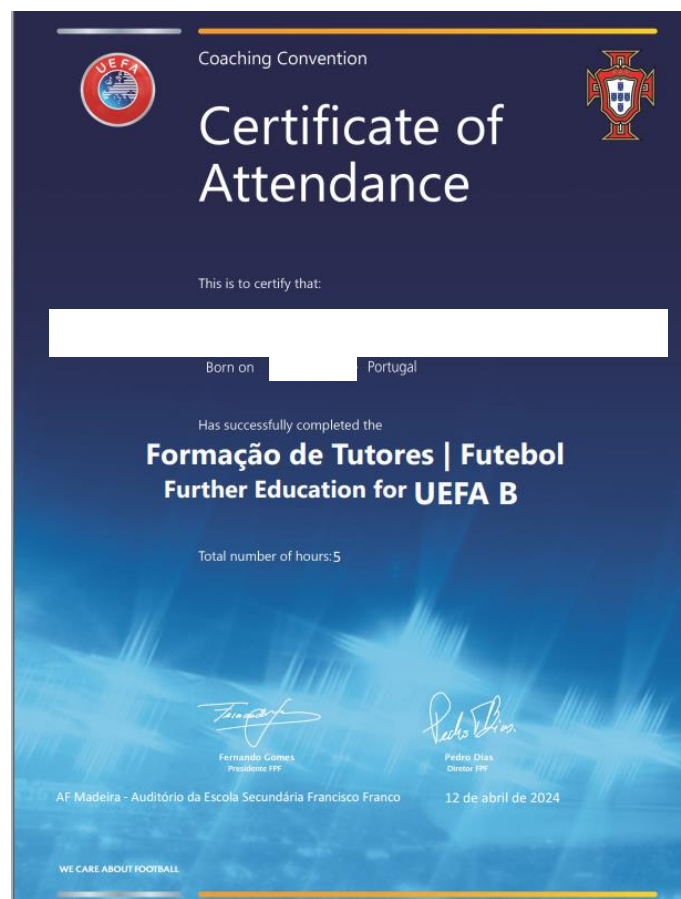 UEFA
Coaching Convention
Certificate of
Attendance
This is to certify that:
Born on Portugal
Has successfully completed the
Formação de Tutores | Futebol
Further Education for UEFA B
Total number of hours:5
Fernando Gomes
Presidente FPF
Pedro Dias
Diretor FPF
AF Madeira - Auditório da Escola Secundária Francisco Franco 12 de abril de 2024
WE CARE ABOUT FOOTBALL